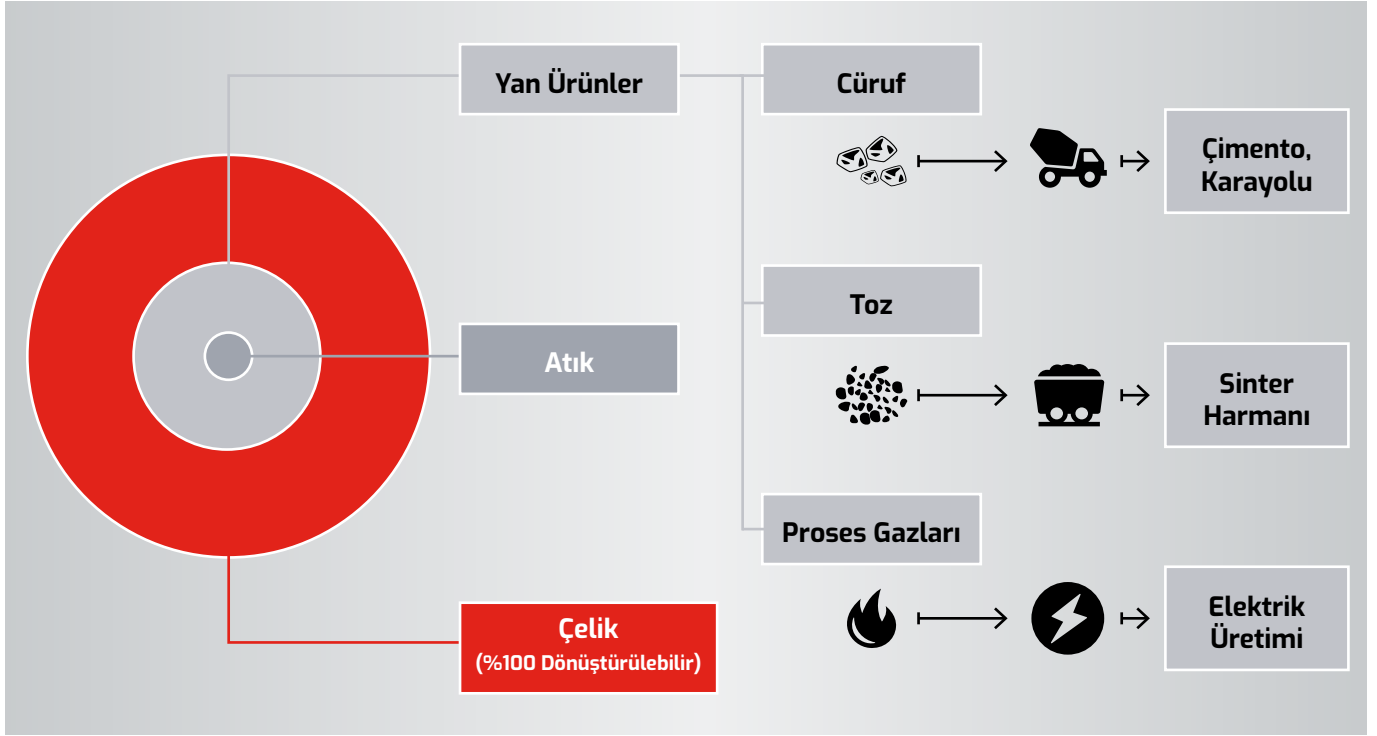 Yan Ürünler
Cüruf
Çimento,
Karayolu
Toz
Atık
Sinter
Harmanı
Proses Gazları
Çelik
(%100 Dönüştürülebilir)
Elektrik
Üretimi